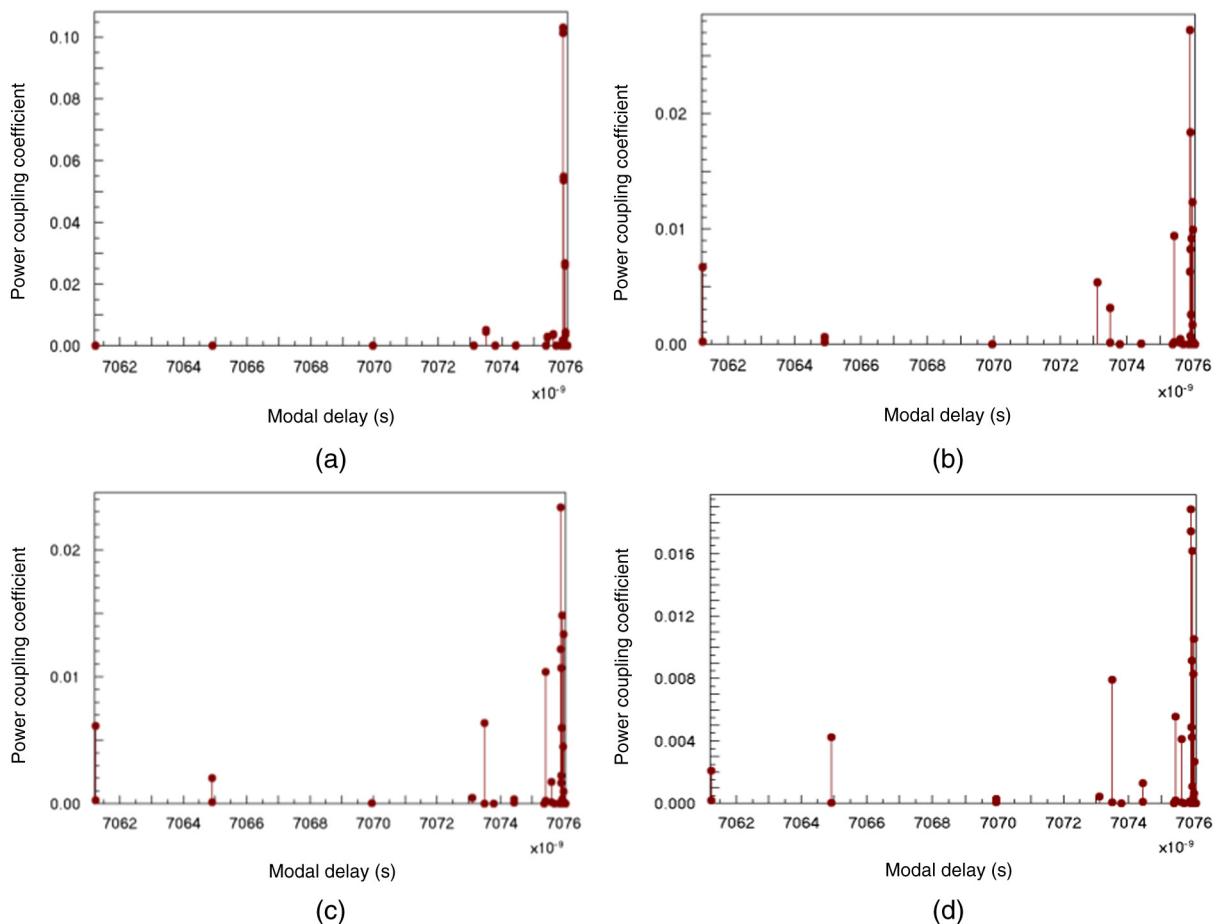 Power coupling coefficient
0.10
0.08
0.06
0.04
0.02
0.00
7062 7064 7066 7068 7070 7072 7074 7076
x10⁻⁹
Modal delay (s)
(a)
Power coupling coefficient
0.02
0.01
0.00
7062 7064 7066 7068 7070 7072 7074 7076
x10⁻⁹
Modal delay (s)
(b)
Power coupling coefficient
0.02
0.01
0.00
7062 7064 7066 7068 7070 7072 7074 7076
x10⁻⁹
Modal delay (s)
(c)
Power coupling coefficient
0.016
0.012
0.008
0.004
0.000
7062 7064 7066 7068 7070 7072 7074 7076
x10⁻⁹
Modal delay (s)
(d)